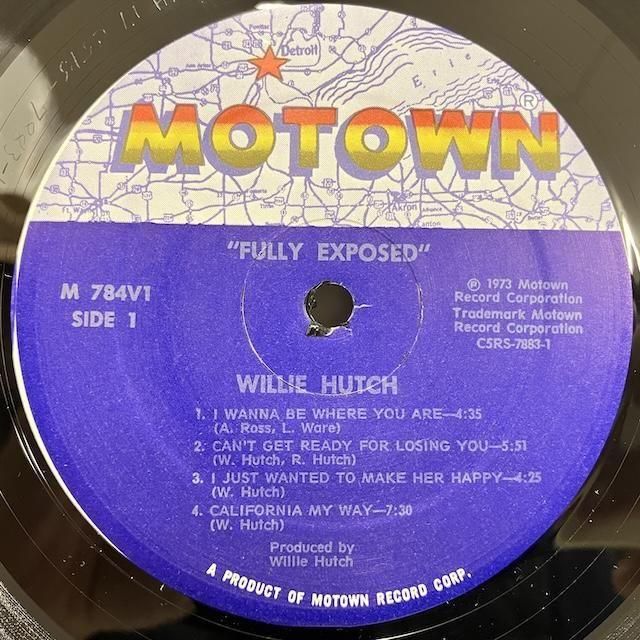 Detroit
Erie
MOTOWN®
Akron
Canton
"FULLY EXPOSED"
M 784V1
SIDE 1
℗ 1973 Motown
Record Corporation
Trademark Motown
Record Corporation
C5RS-7883-1
WILLIE HUTCH
1. I WANNA BE WHERE YOU ARE—4:35
(A. Ross, L. Ware)
2. CAN'T GET READY FOR LOSING YOU—5:51
(W. Hutch, R. Hutch)
3. I JUST WANTED TO MAKE HER HAPPY—4:25
(W. Hutch)
4. CALIFORNIA MY WAY—7:30
(W. Hutch)
Produced by
Willie Hutch
A PRODUCT OF MOTOWN RECORD CORP.